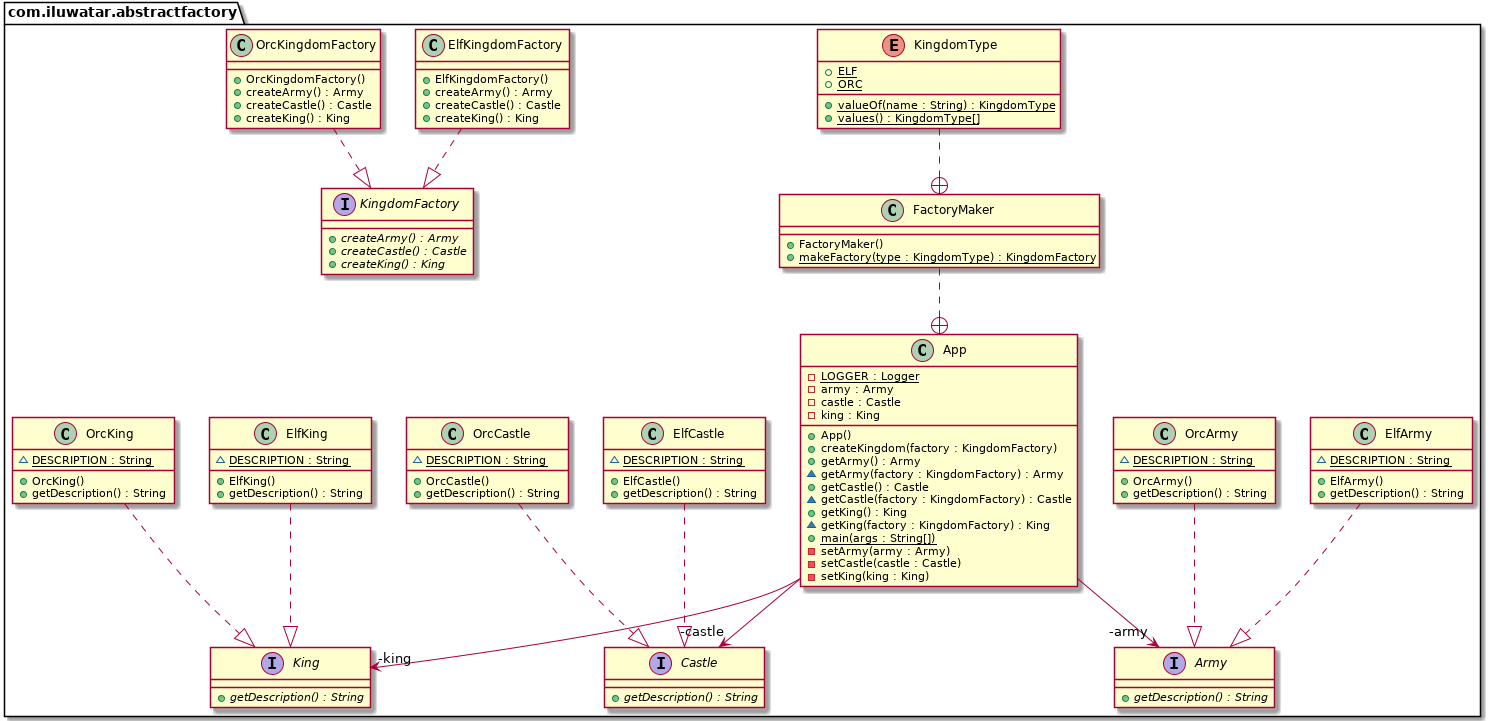 com.iluwatar.abstractfactory
C OrcKingdomFactory
OrcKingdomFactory()
createArmy() : Army
createCastle() : Castle
createKing() : King
C ElfKingdomFactory
ElfKingdomFactory()
createArmy() : Army
createCastle() : Castle
createKing() : King
E KingdomType
ELF
ORC
valueOf(name : String) : KingdomType
values() : KingdomType[]
I KingdomFactory
createArmy() : Army
createCastle() : Castle
createKing() : King
C FactoryMaker
FactoryMaker()
makeFactory(type : KingdomType) : KingdomFactory
C App
LOGGER : Logger
army : Army
castle : Castle
king : King
App()
createKingdom(factory : KingdomFactory)
getArmy() : Army
getArmy(factory : KingdomFactory) : Army
getCastle() : Castle
getCastle(factory : KingdomFactory) : Castle
getKing() : King
getKing(factory : KingdomFactory) : King
main(args : String[])
setArmy(army : Army)
setCastle(castle : Castle)
setKing(king : King)
C OrcKing
DESCRIPTION : String
OrcKing()
getDescription() : String
C ElfKing
DESCRIPTION : String
ElfKing()
getDescription() : String
C OrcCastle
DESCRIPTION : String
OrcCastle()
getDescription() : String
C ElfCastle
DESCRIPTION : String
ElfCastle()
getDescription() : String
C OrcArmy
DESCRIPTION : String
OrcArmy()
getDescription() : String
C ElfArmy
DESCRIPTION : String
ElfArmy()
getDescription() : String
-king
-castle
-army
I King
getDescription() : String
I Castle
getDescription() : String
I Army
getDescription() : String